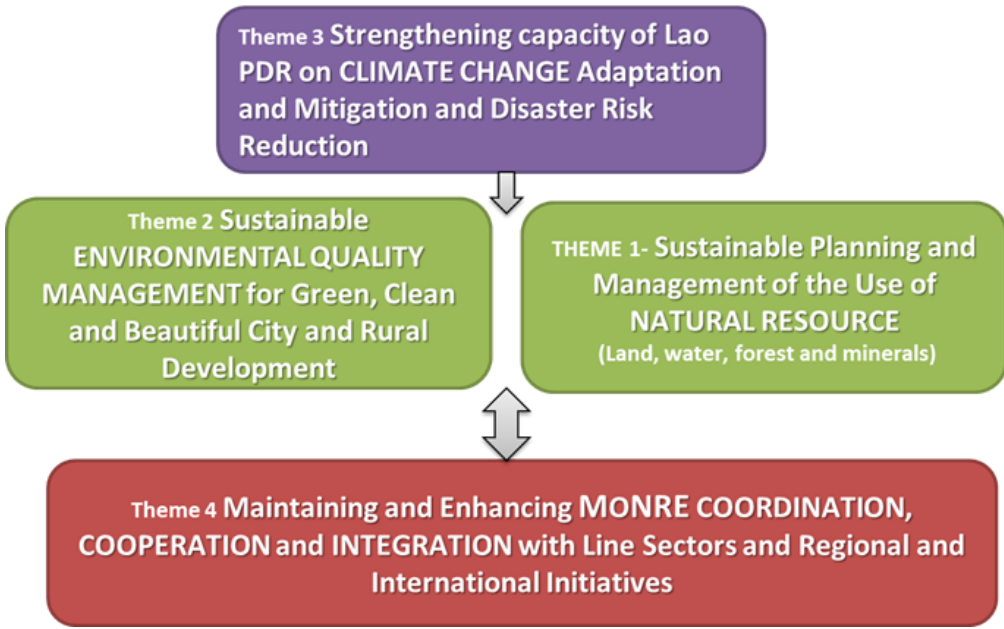 Theme 3 Strengthening capacity of Lao
PDR on CLIMATE CHANGE Adaptation
and Mitigation and Disaster Risk
Reduction
Theme 2 Sustainable
ENVIRONMENTAL QUALITY
MANAGEMENT for Green, Clean
and Beautiful City and Rural
Development
THEME 1- Sustainable Planning and
Management of the Use of
NATURAL RESOURCE
(Land, water, forest and minerals)
Theme 4 Maintaining and Enhancing MONRE COORDINATION,
COOPERATION and INTEGRATION with Line Sectors and Regional and
International Initiatives